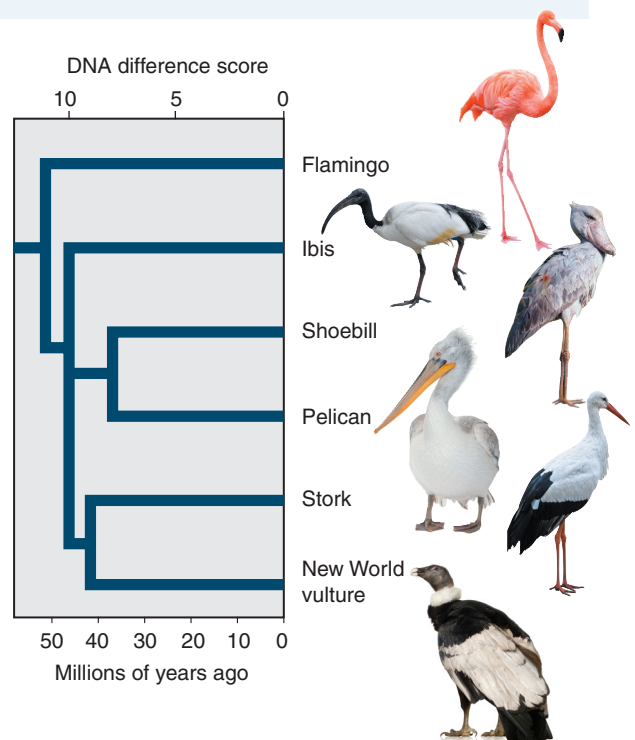 DNA difference score
10 5 0
Flamingo
Ibis
Shoebill
Pelican
Stork
New World
vulture
50 40 30 20 10 0
Millions of years ago